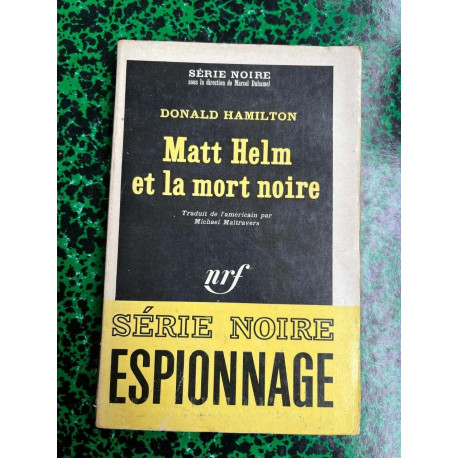 SÉRIE NOIRE
sous la direction de Marcel Duhamel
DONALD HAMILTON
Matt Helm
et la mort noire
Traduit de l'américain par
Michael Maltravers
nrf
SÉRIE NOIRE
ESPIONNAGE